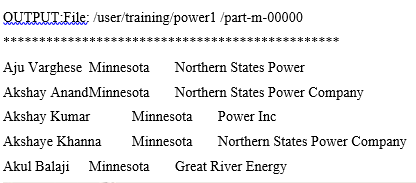 OUTPUT:File: /user/training/power1 /part-m-00000
*********************************************
Aju Varghese Minnesota Northern States Power
Akshay AnandMinnesota Northern States Power Company
Akshay Kumar Minnesota Power Inc
Akshaye Khanna Minnesota Northern States Power Company
Akul Balaji Minnesota Great River Energy